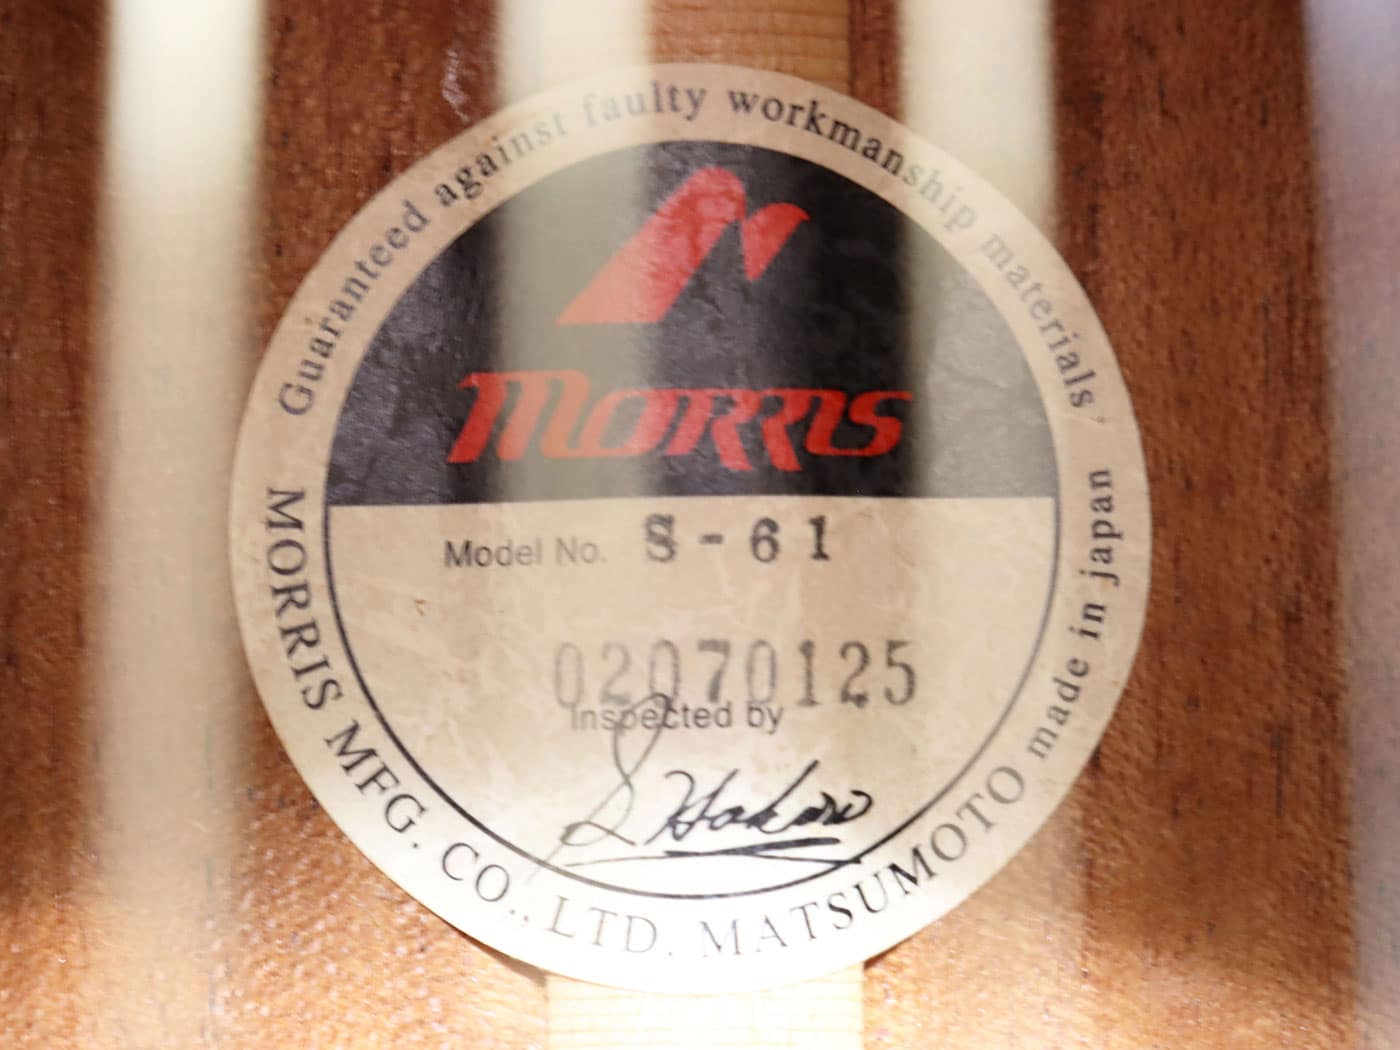 Guaranteed against faulty workmanship materials
MORRIS
Model No. S-61
02070125
Inspected by
MORRIS MFG. CO., LTD. MATSUMOTO made in japan